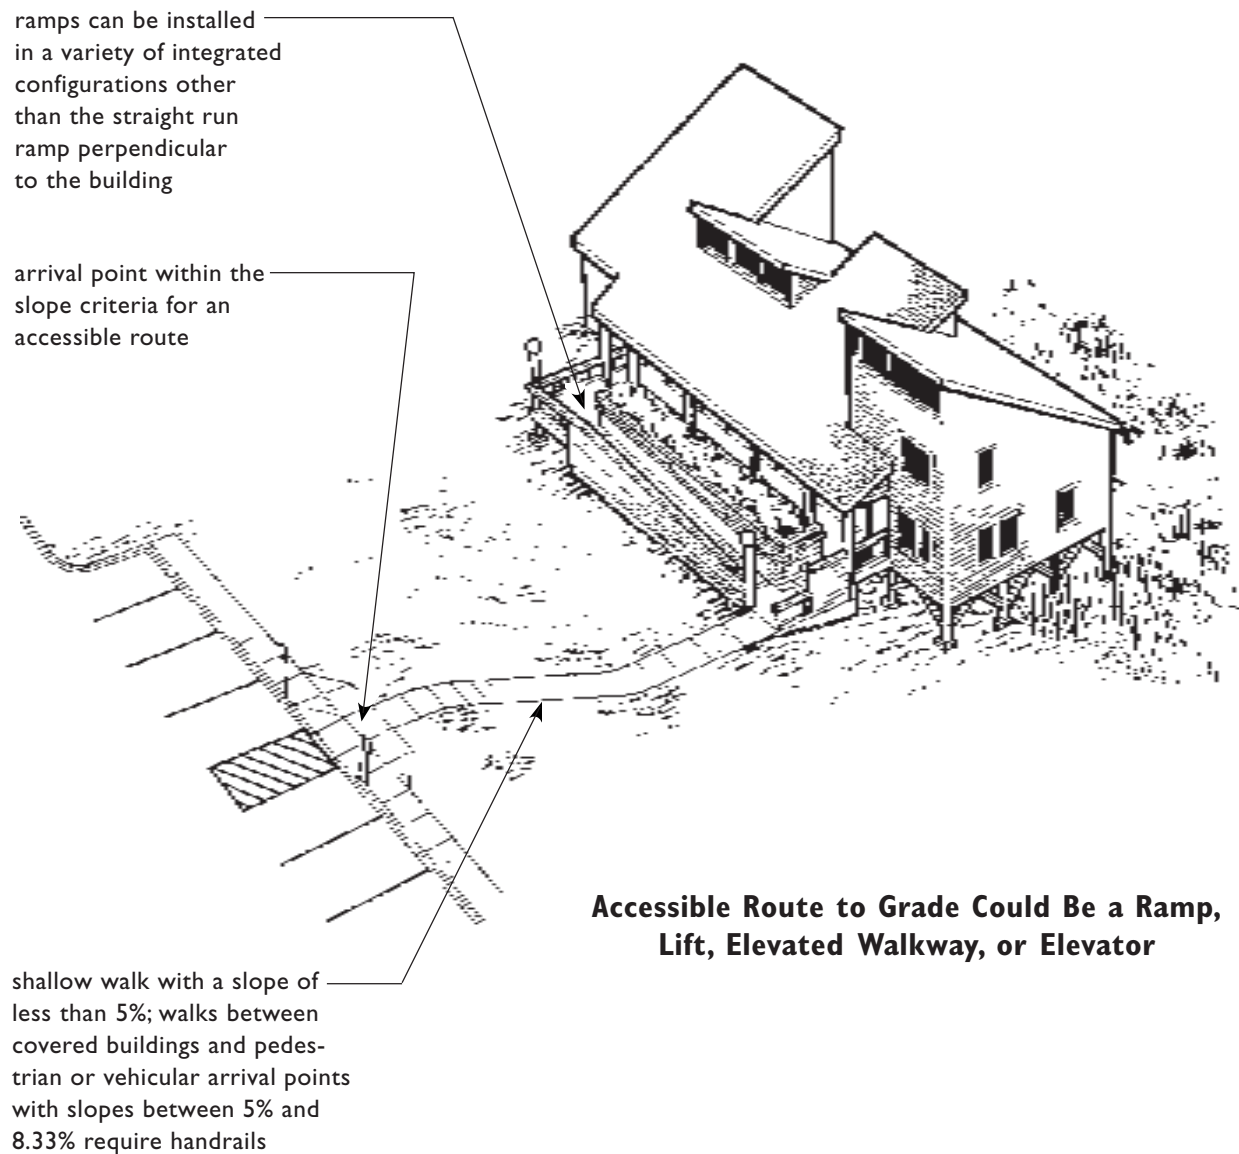 ramps can be installed
in a variety of integrated
configurations other
than the straight run
ramp perpendicular
to the building
arrival point within the
slope criteria for an
accessible route
Accessible Route to Grade Could Be a Ramp,
Lift, Elevated Walkway, or Elevator
shallow walk with a slope of
less than 5%; walks between
covered buildings and pedes-
trian or vehicular arrival points
with slopes between 5% and
8.33% require handrails